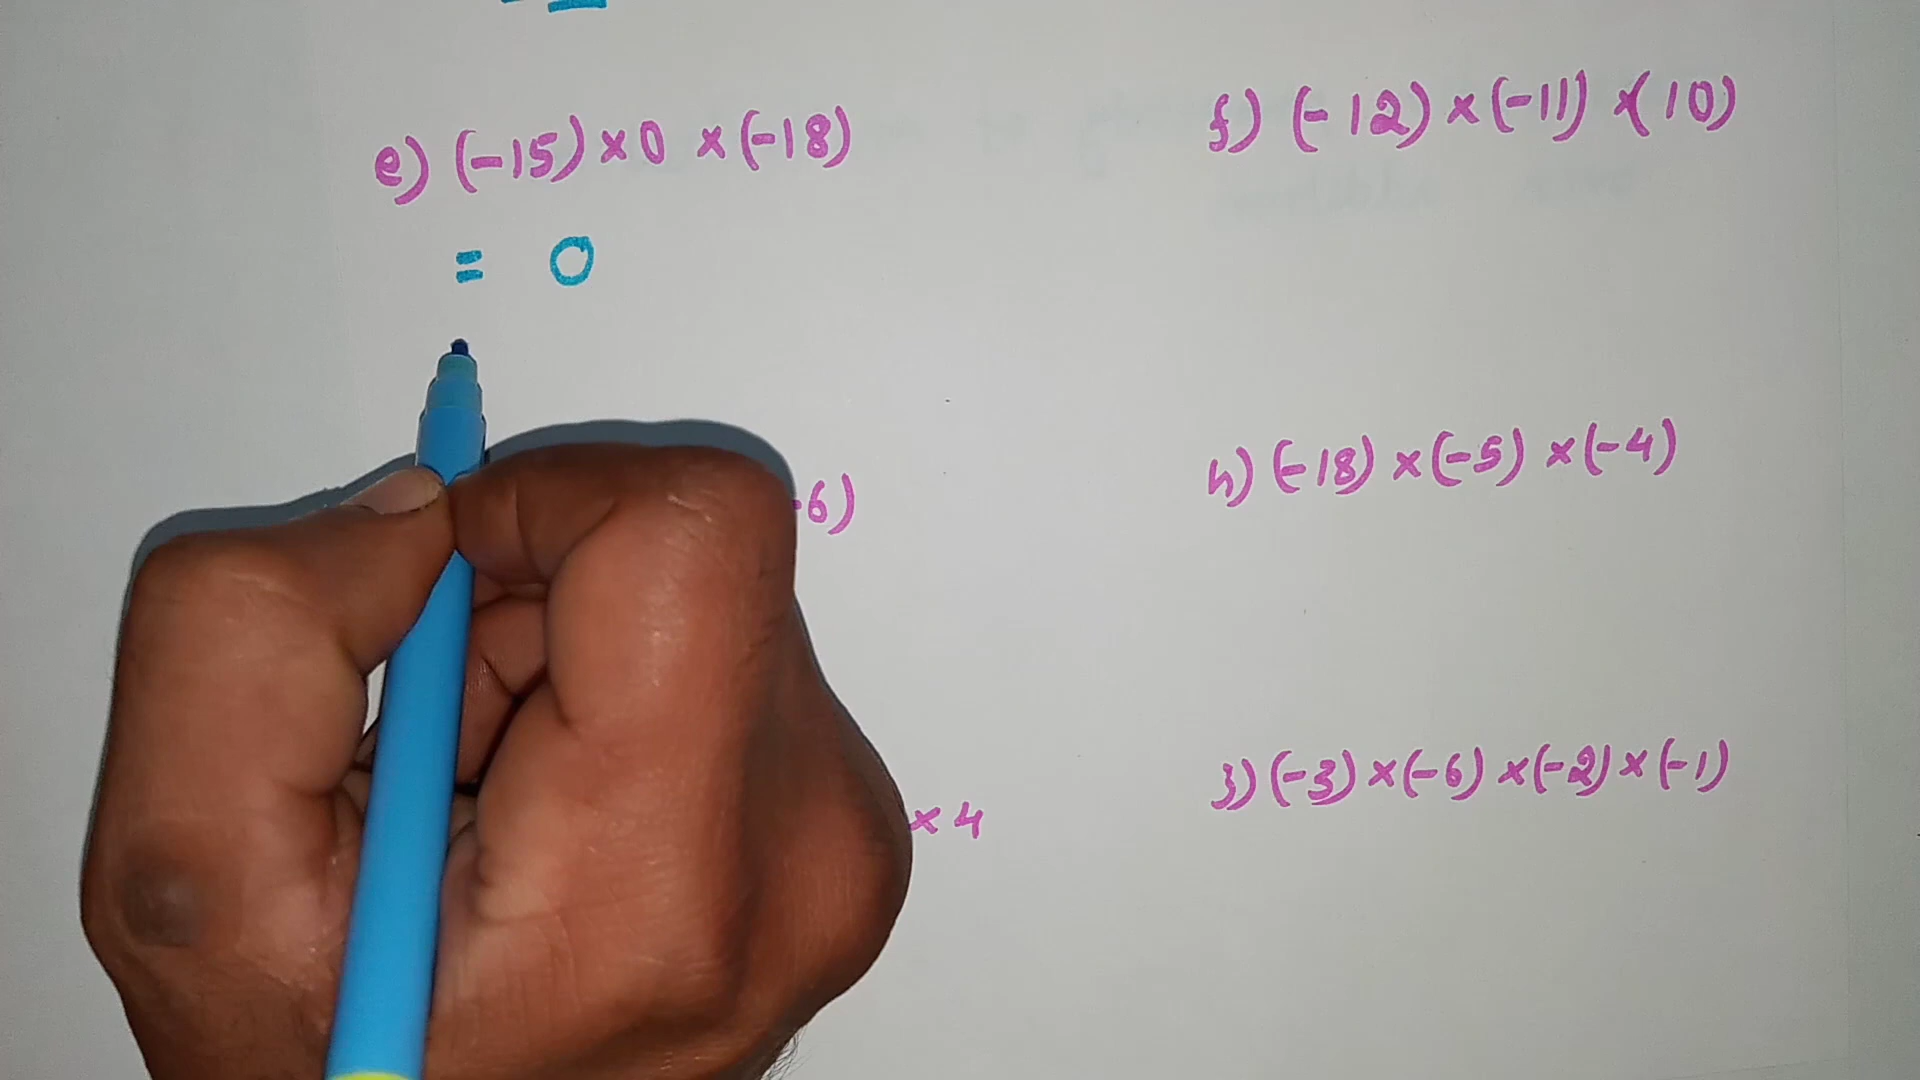 e) (-15) × 0 × (-18)
= 0
-6)
× 4
f) (-12) × (-11) × (10)
h) (-18) × (-5) × (-4)
j) (-3) × (-6) × (-2) × (-1)